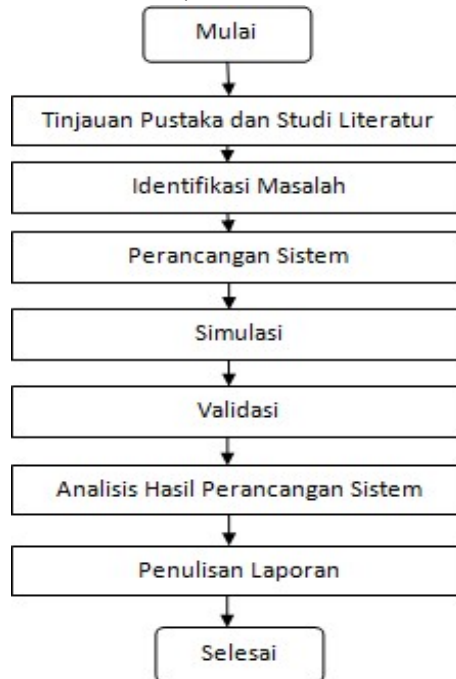 Mulai
Tinjauan Pustaka dan Studi Literatur
Identifikasi Masalah
Perancangan Sistem
Simulasi
Validasi
Analisis Hasil Perancangan Sistem
Penulisan Laporan
Selesai